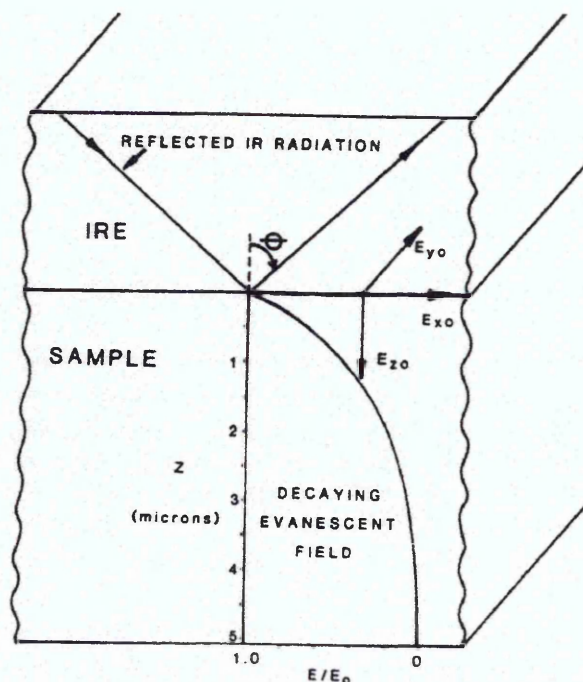 REFLECTED IR RADIATION
IRE
Φ
Eyo
Exo
SAMPLE
Ezo
1
2
Z
3
(microns)
DECAYING
EVANESCENT
FIELD
4
5
1.0
0
E/Eo